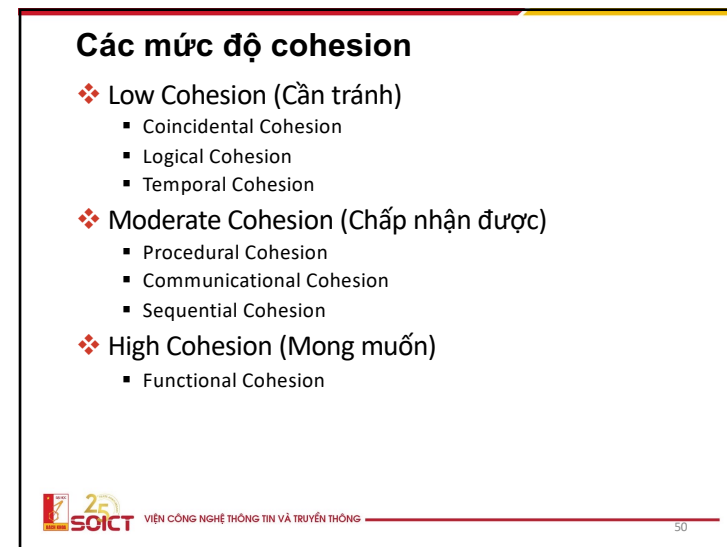 Các mức độ cohesion
Low Cohesion (Cần tránh)
Coincidental Cohesion
Logical Cohesion
Temporal Cohesion
Moderate Cohesion (Chấp nhận được)
Procedural Cohesion
Communicational Cohesion
Sequential Cohesion
High Cohesion (Mong muốn)
Functional Cohesion
25
SOICT
VIỆN CÔNG NGHỆ THÔNG TIN VÀ TRUYỀN THÔNG
50